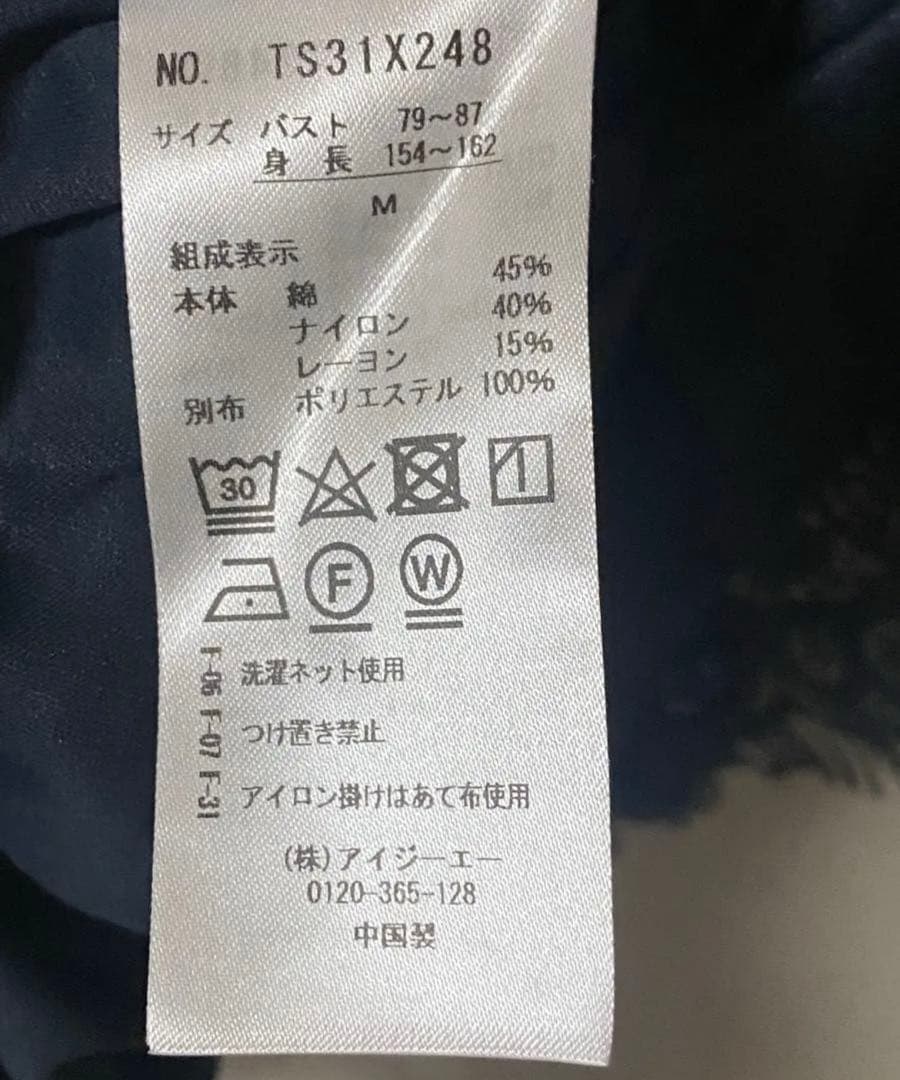 NO. TS31X248
サイズ バスト 79〜87
身 長 154〜162
M
組成表示
本体 綿 45%
ナイロン 40%
レーヨン 15%
別布 ポリエステル 100%
30
F W
F-06 洗濯ネット使用
F-07 つけ置き禁止
F-31 アイロン掛けはあて布使用
(株)アイジーエー
0120-365-128
中国製